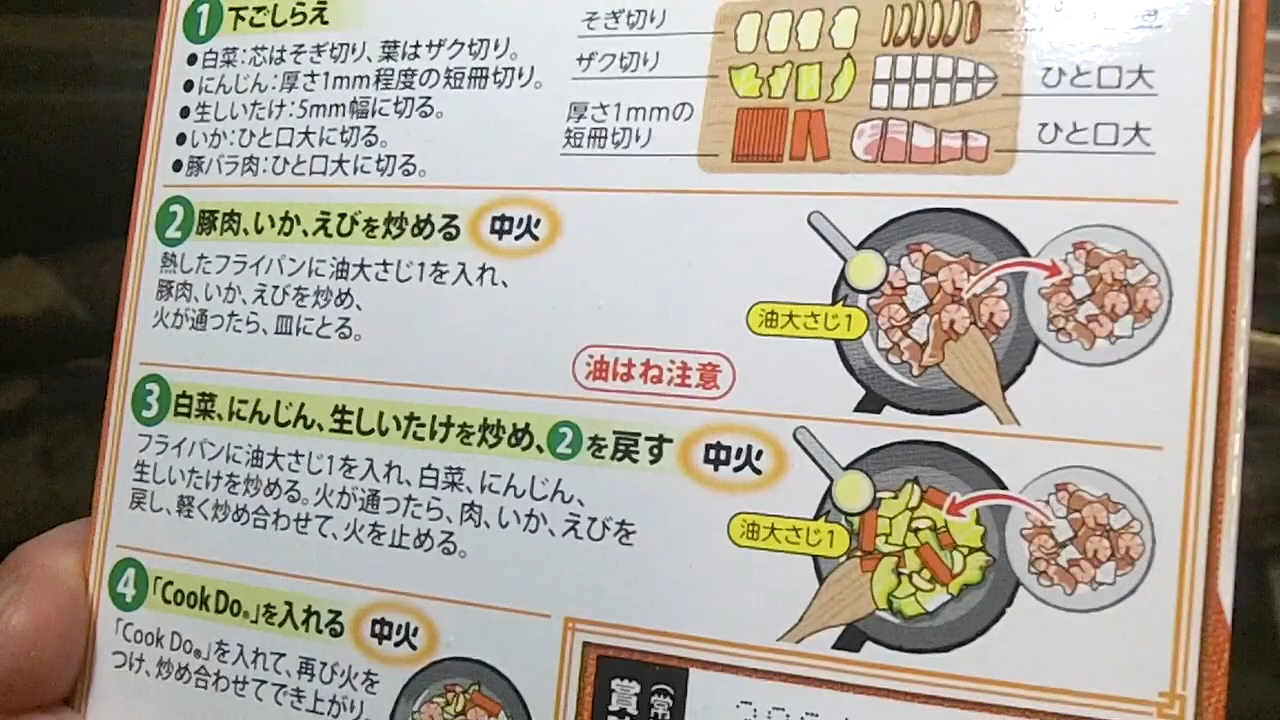 1 下ごしらえ
●白菜：芯はそぎ切り、葉はザク切り。
●にんじん：厚さ1mm程度の短冊切り。
●生しいたけ：5mm幅に切る。
●いか：ひと口大に切る。
●豚バラ肉：ひと口大に切る。
そぎ切り
ザク切り
厚さ1mmの
短冊切り
ひと口大
ひと口大
2 豚肉、いか、えびを炒める 中火
熱したフライパンに油大さじ1を入れ、
豚肉、いか、えびを炒め、
火が通ったら、皿にとる。
油大さじ1
油はね注意
3 白菜、にんじん、生しいたけを炒め、2を戻す 中火
フライパンに油大さじ1を入れ、白菜、にんじん、
生しいたけを炒める。火が通ったら、肉、いか、えびを
戻し、軽く炒め合わせて、火を止める。
油大さじ1
4 「Cook Do®」を入れる 中火
「Cook Do®」を入れて、再び火を
つけ、炒め合わせてでき上がり。
賞
（常